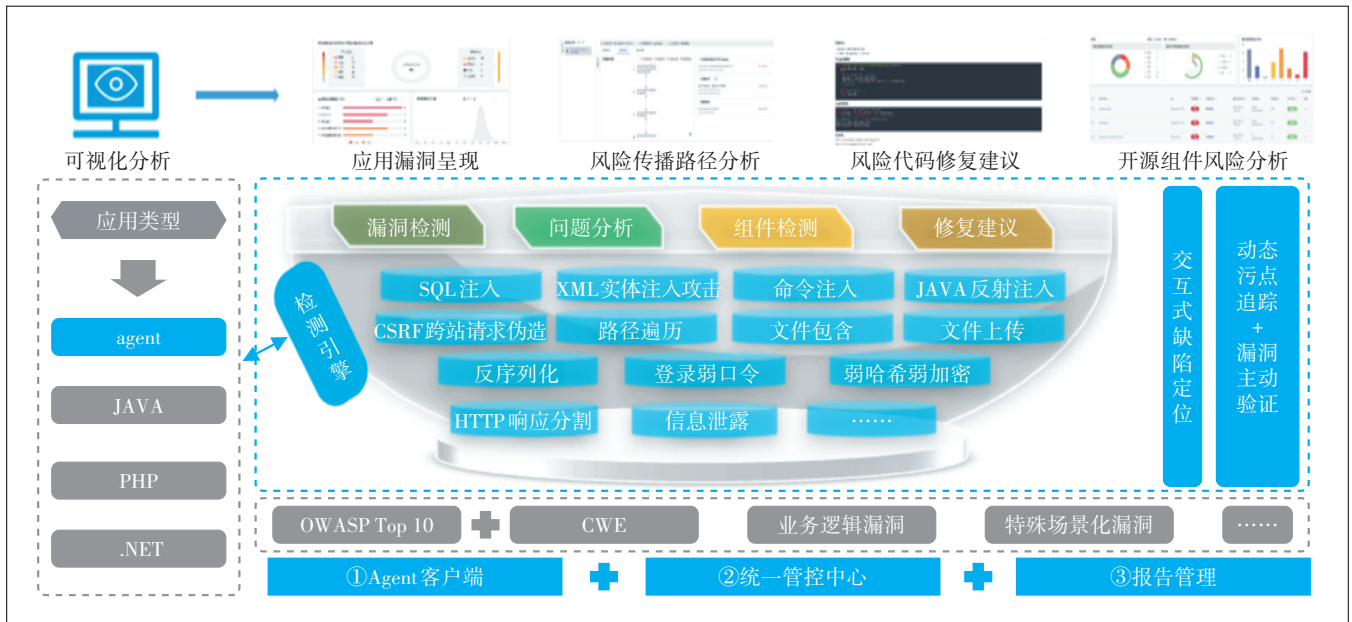 可视化分析
应用漏洞呈现
风险传播路径分析
风险代码修复建议
开源组件风险分析
应用类型
agent
JAVA
PHP
.NET
检测引擎
漏洞检测
问题分析
组件检测
修复建议
SQL注入
XML实体注入攻击
命令注入
JAVA反射注入
CSRF跨站请求伪造
路径遍历
文件包含
文件上传
反序列化
登录弱口令
弱哈希弱加密
HTTP响应分割
信息泄露
……
交互式缺陷定位
动态
污点
追踪
+
漏洞
主动
验证
OWASP Top 10
CWE
业务逻辑漏洞
特殊场景化漏洞
……
①Agent客户端
②统一管控中心
③报告管理